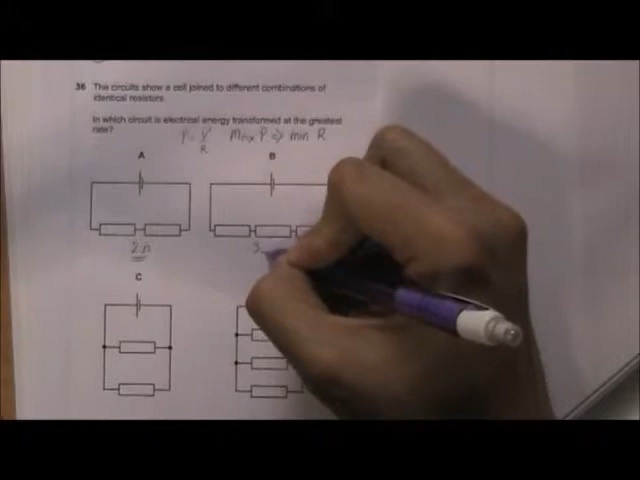 36 The circuits show a cell joined to different combinations of
identical resistors.
In which circuit is electrical energy transformed at the greatest
rate?
P = V²/R Max P ⇒ min R
A
B
2R
3
C